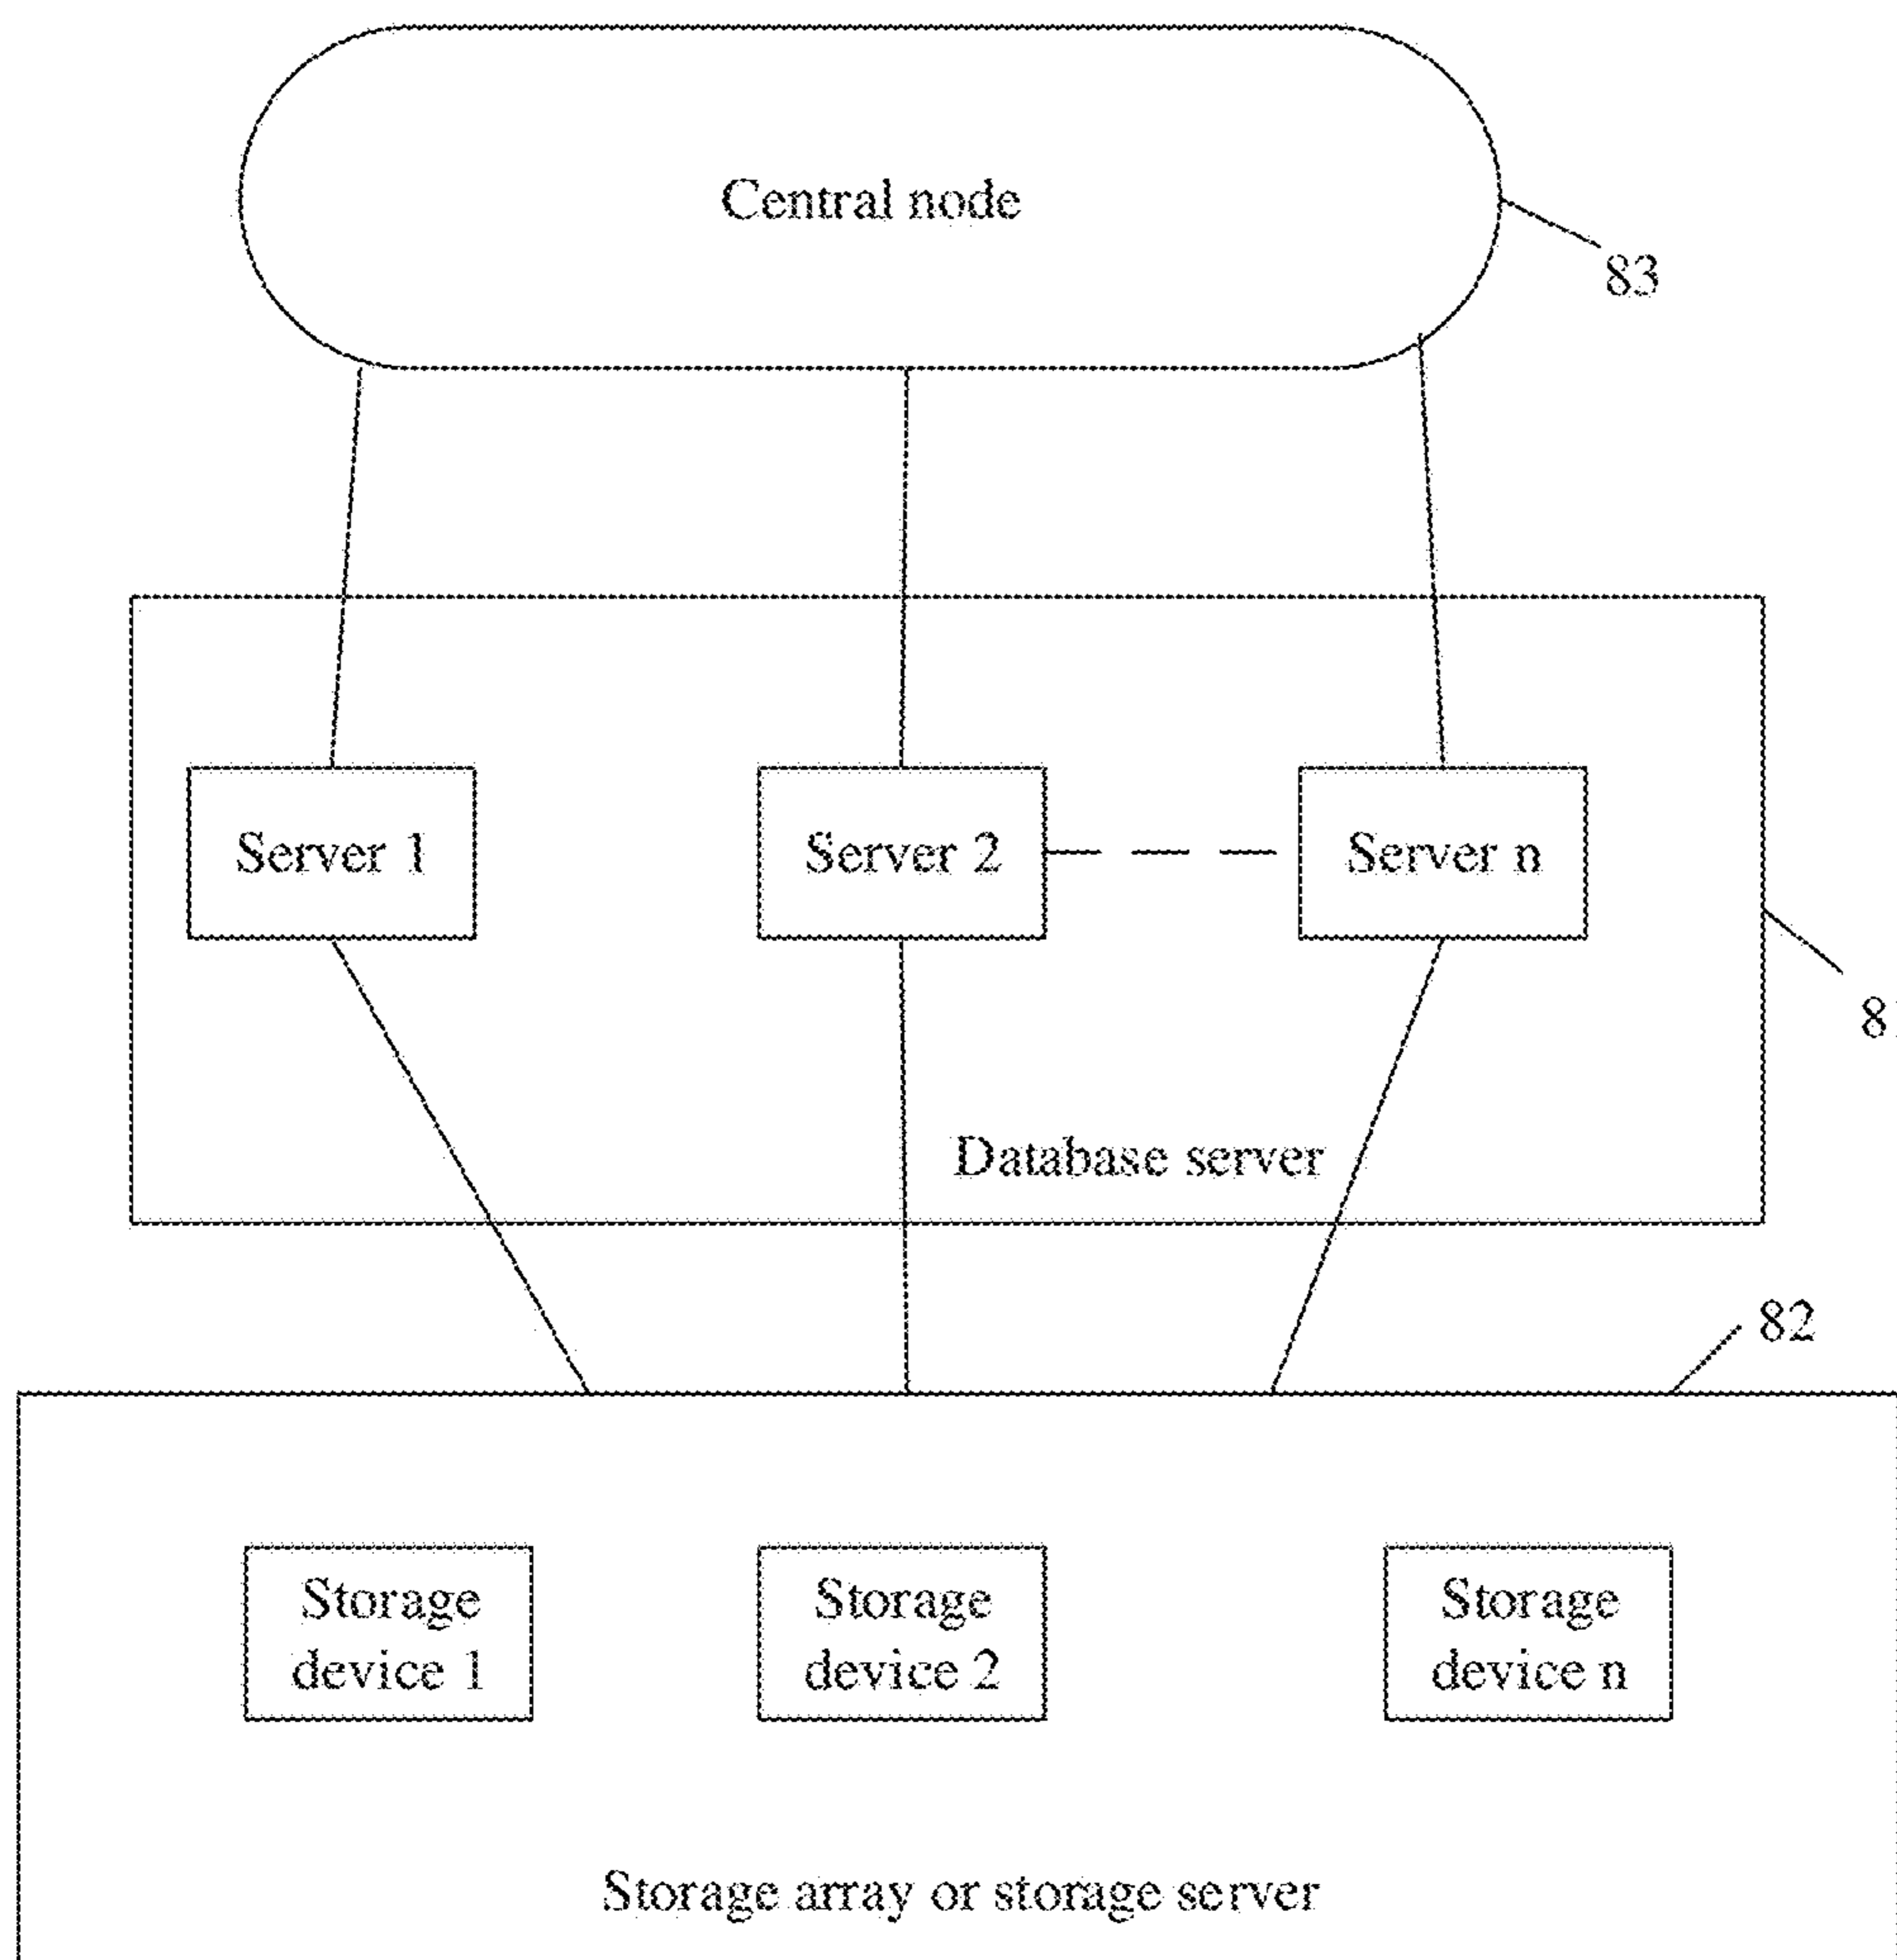 Central node
83
Server 1
Server 2
Server n
81
Database server
82
Storage
device 1
Storage
device 2
Storage
device n
Storage array or storage server